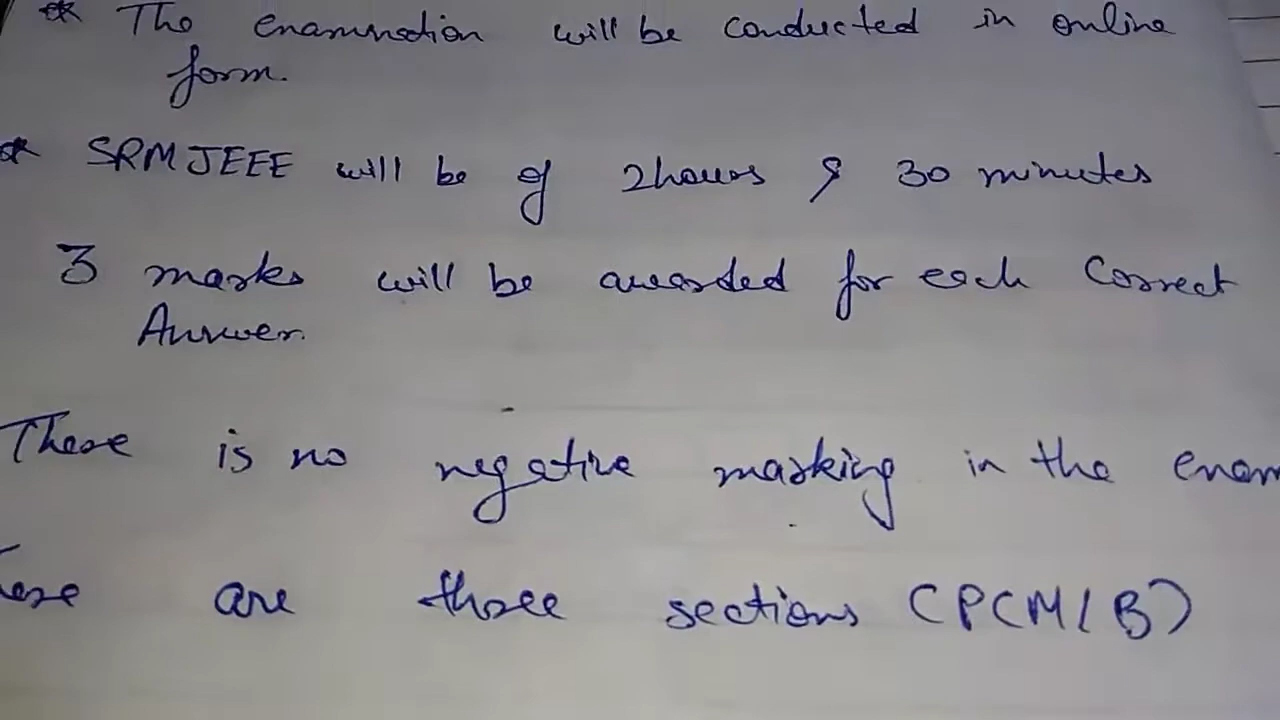 * The examination will be conducted in online
form.
* SRMJEEE will be of 2hours & 30 minutes
3 marks will be awarded for each correct
Answer.
There is no negative marking in the exam
are three sections (PCM/B)